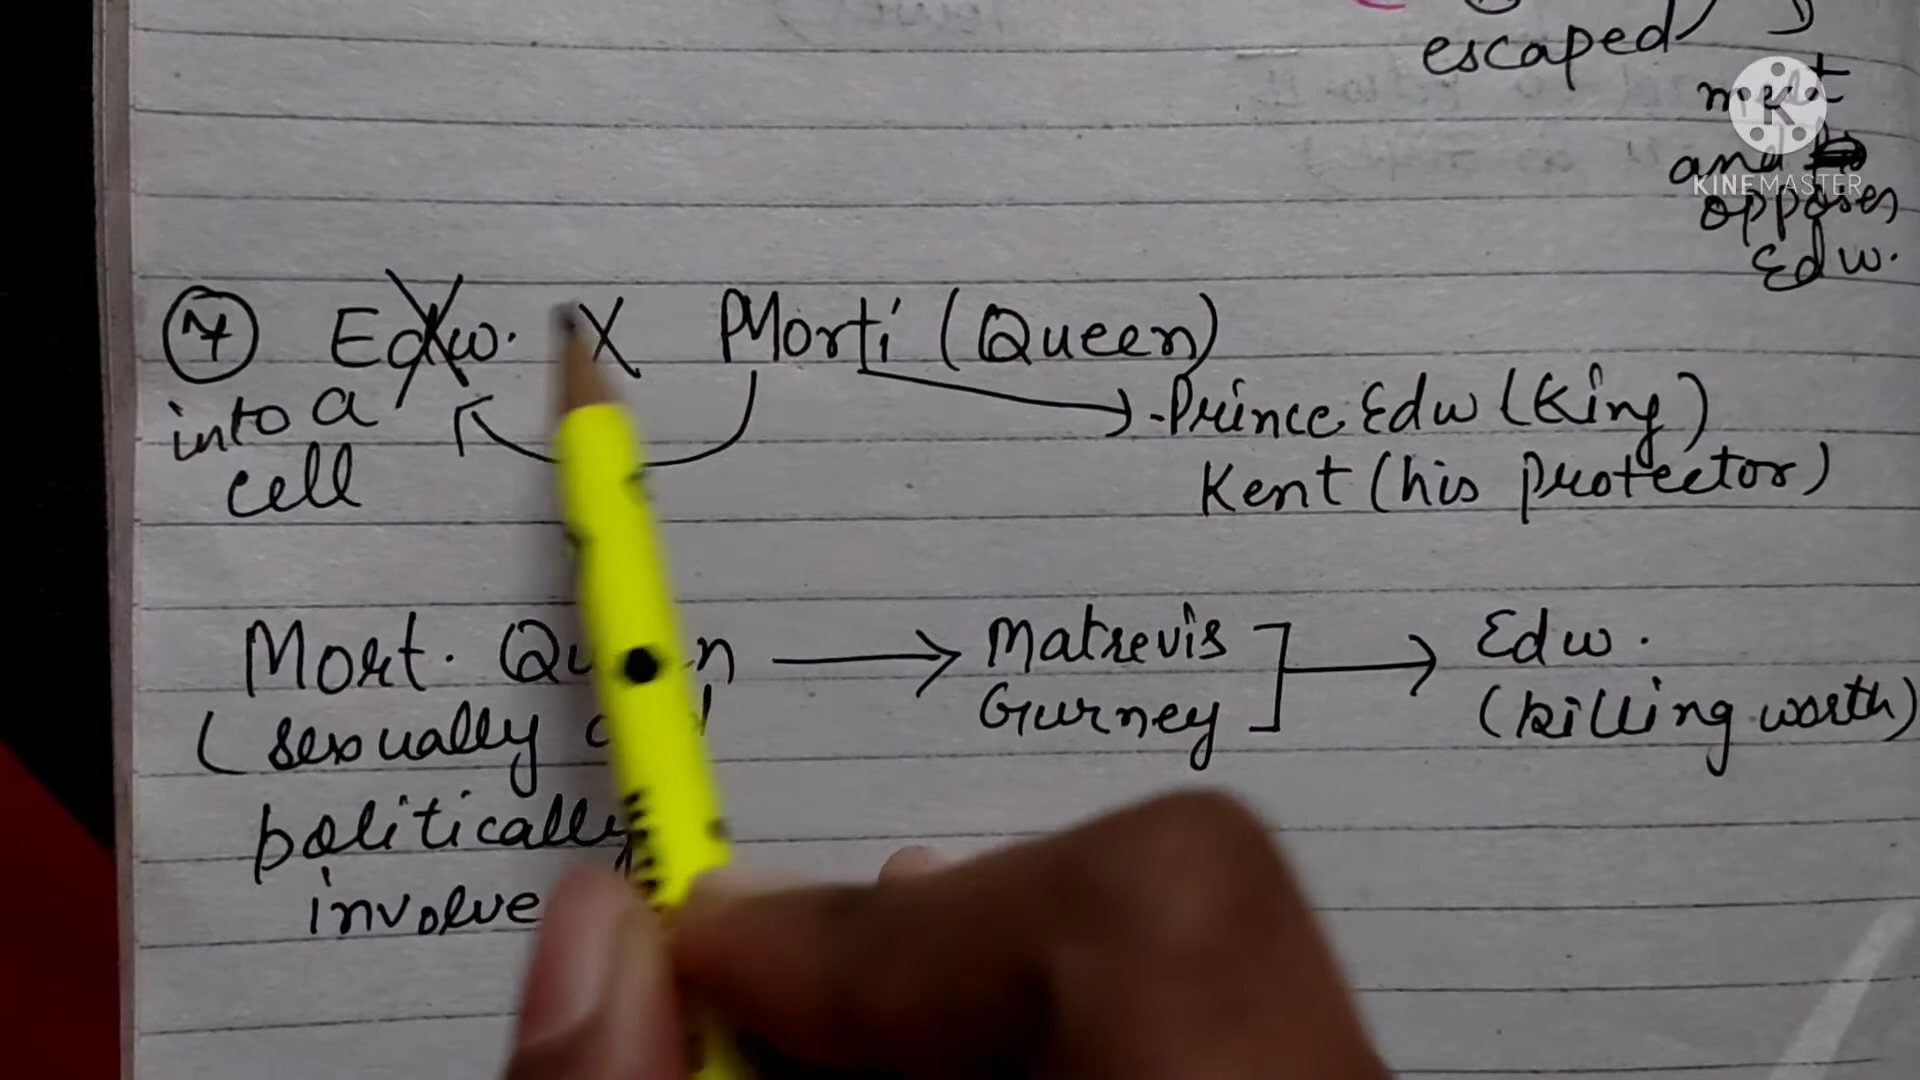 escaped
met
and
opposes
Edw.
KINEMASTER
7 Edw. X Morti (Queen)
into a
cell
Prince Edw (King)
Kent (his protector)
Mort. Queen → Matrevis → Edw.
Gurney (killing worth)
(sexually
politically
involve